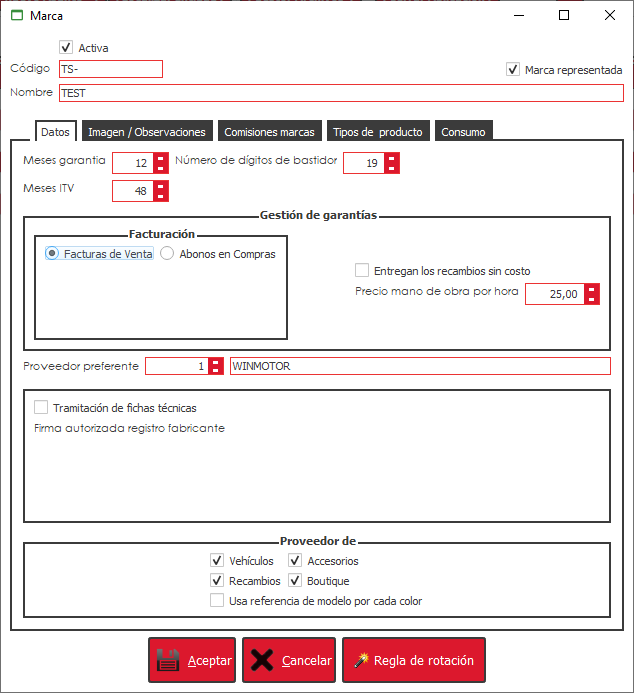 Marca
Activa
Código TS-
Marca representada
Nombre TEST
Datos Imagen / Observaciones Comisiones marcas Tipos de producto Consumo
Meses garantia 12 Número de dígitos de bastidor 19
Meses ITV 48
Gestión de garantías
Facturación
Facturas de Venta Abonos en Compras
Entregan los recambios sin costo
Precio mano de obra por hora 25,00
Proveedor preferente 1 WINMOTOR
Tramitación de fichas técnicas
Firma autorizada registro fabricante
Proveedor de
Vehículos Accesorios
Recambios Boutique
Usa referencia de modelo por cada color
Aceptar Cancelar Regla de rotación